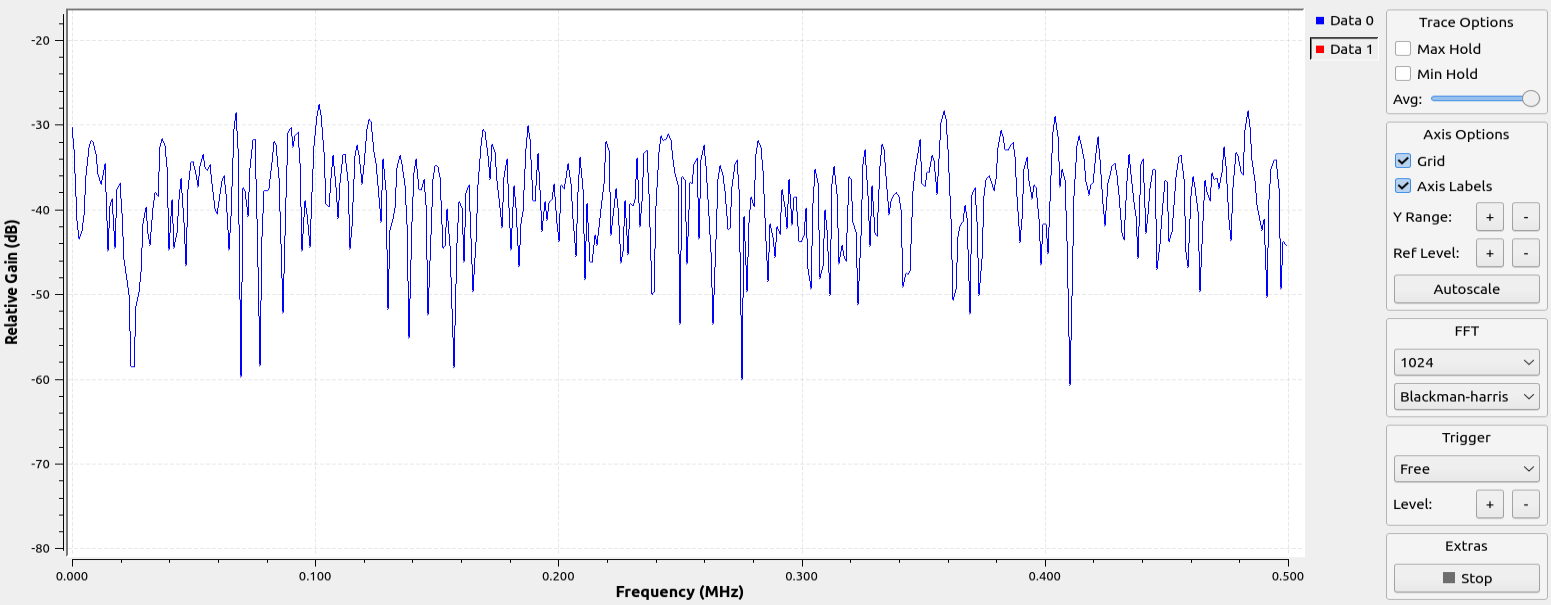 -20
-30
-40
-50
-60
-70
-80
Relative Gain (dB)
0.000 0.100 0.200 0.300 0.400 0.500
Frequency (MHz)
Data 0
Data 1
Trace Options
Max Hold
Min Hold
Avg:
Axis Options
Grid
Axis Labels
Y Range: + -
Ref Level: + -
Autoscale
FFT
1024
Blackman-harris
Trigger
Free
Level: + -
Extras
Stop